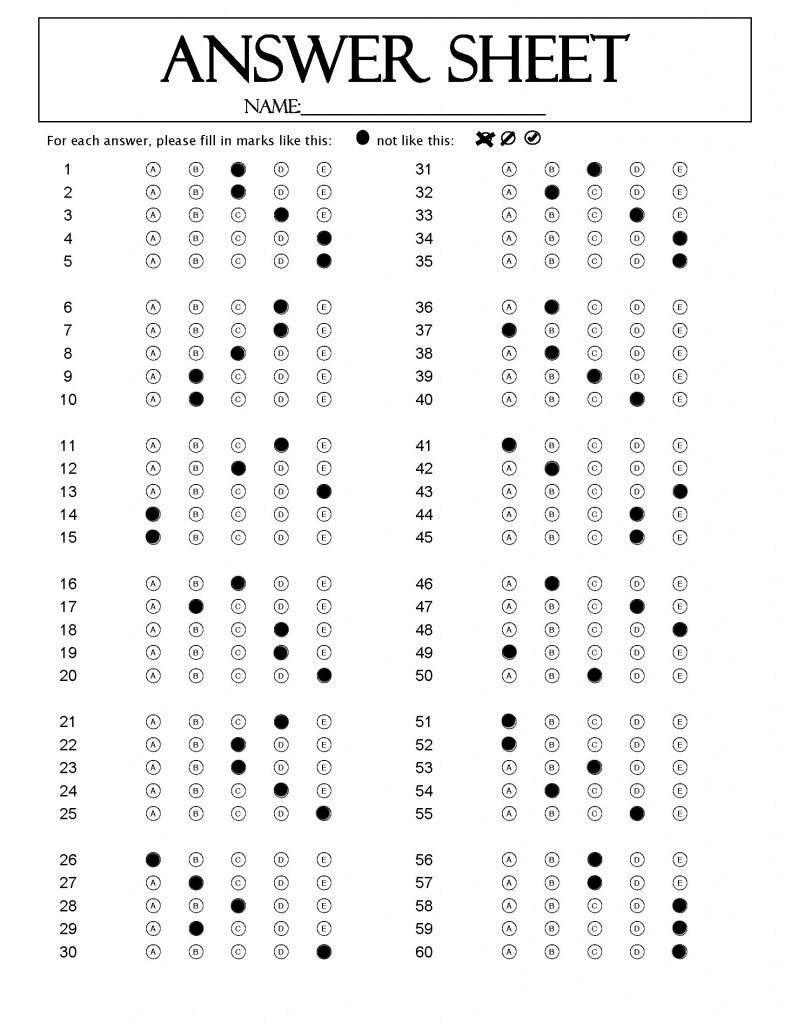 ANSWER SHEET
NAME:
For each answer, please fill in marks like this: not like this:
1 A B D E 31 A B D E
2 A B D E 32 A C D E
3 A B C E 33 A B C E
4 A B C D 34 A B C D
5 A B C D 35 A B C D
6 A B C E 36 A C D E
7 A B C E 37 B C D E
8 A B D E 38 A C D E
9 A C D E 39 A B D E
10 A C D E 40 A B C E
11 A B C E 41 B C D E
12 A B D E 42 A C D E
13 A B C D 43 A B C D
14 B C D E 44 A B C E
15 B C D E 45 A B C E
16 A B D E 46 A C D E
17 A C D E 47 A B C E
18 A B C E 48 A B C D
19 A B C E 49 B C D E
20 A B C D 50 A B D E
21 A B C E 51 B C D E
22 A B D E 52 B C D E
23 A B D E 53 A B D E
24 A B C E 54 A C D E
25 A B C D 55 A B C E
26 B C D E 56 A B D E
27 A C D E 57 A B D E
28 A B D E 58 A B C D
29 A C D E 59 A B C D
30 A B C D 60 A B C D